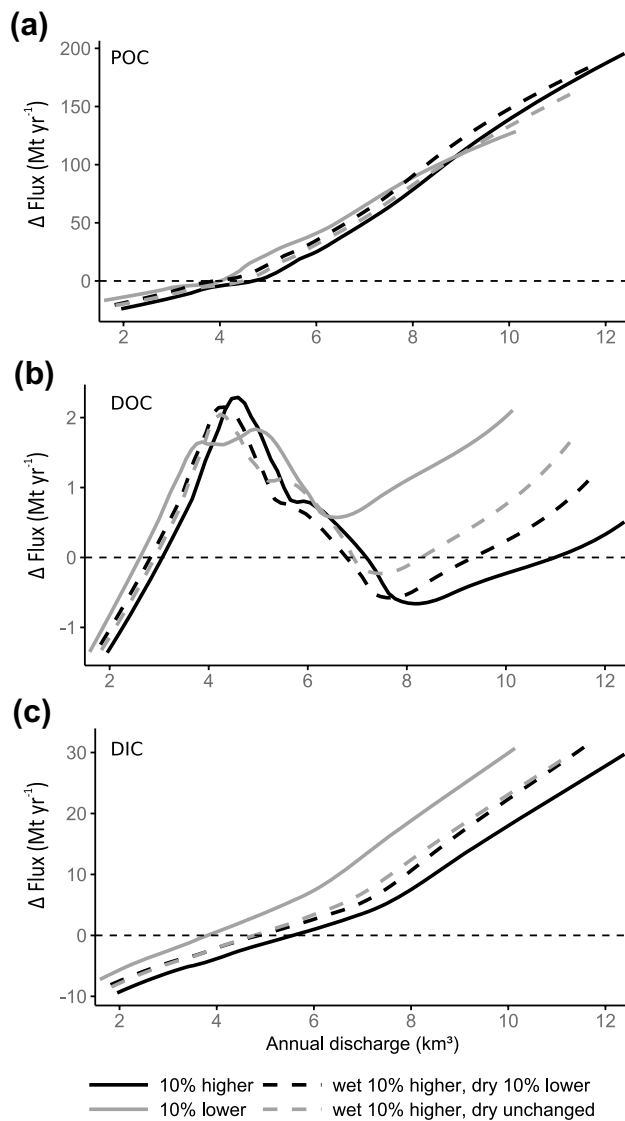 (a)
POC
200
150
100
50
0
Δ Flux (Mt yr⁻¹)
2 4 6 8 10 12
(b)
DOC
2
1
0
-1
Δ Flux (Mt yr⁻¹)
2 4 6 8 10 12
(c)
DIC
30
20
10
0
-10
Δ Flux (Mt yr⁻¹)
2 4 6 8 10 12
Annual discharge (km³)
10% higher wet 10% higher, dry 10% lower
10% lower wet 10% higher, dry unchanged